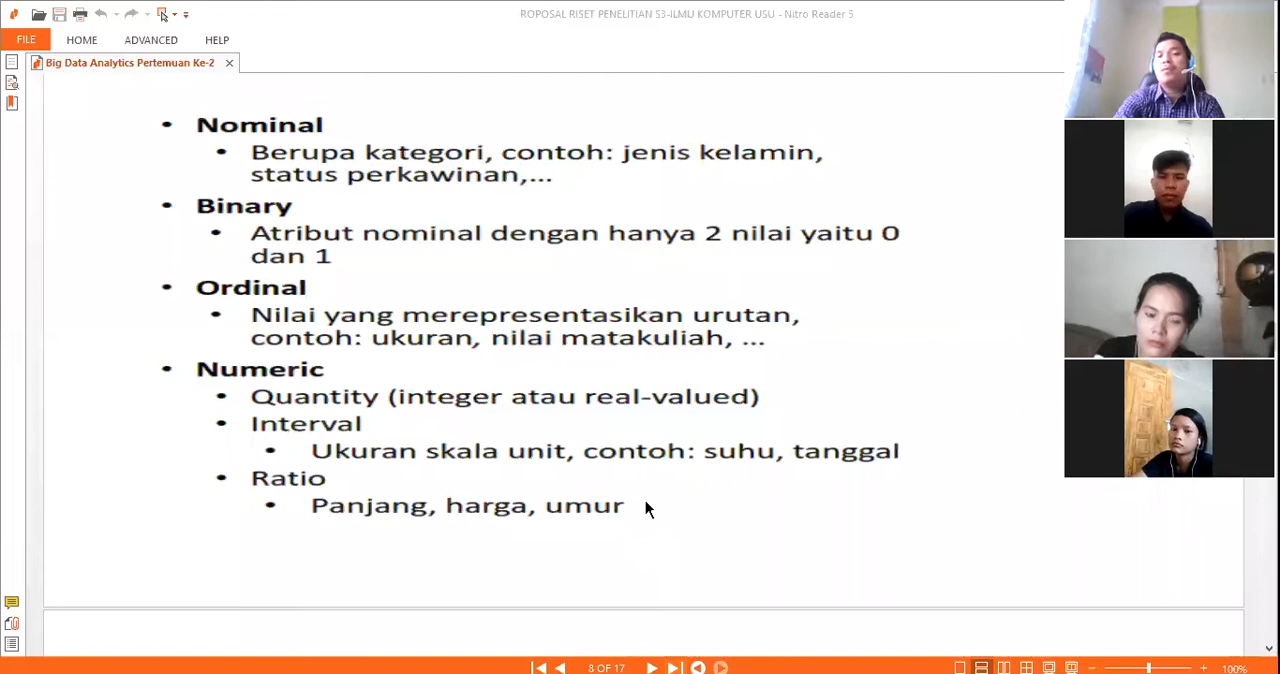 ROPOSAL RISET PENELITIAN S3-ILMU KOMPUTER USU - Nitro Reader 5
FILE HOME ADVANCED HELP
Big Data Analytics Pertemuan Ke-2
• Nominal
• Berupa kategori, contoh: jenis kelamin,
status perkawinan,...
• Binary
• Atribut nominal dengan hanya 2 nilai yaitu 0
dan 1
• Ordinal
• Nilai yang merepresentasikan urutan,
contoh: ukuran, nilai matakuliah, ...
• Numeric
• Quantity (integer atau real-valued)
• Interval
• Ukuran skala unit, contoh: suhu, tanggal
• Ratio
• Panjang, harga, umur
8 OF 17
100%